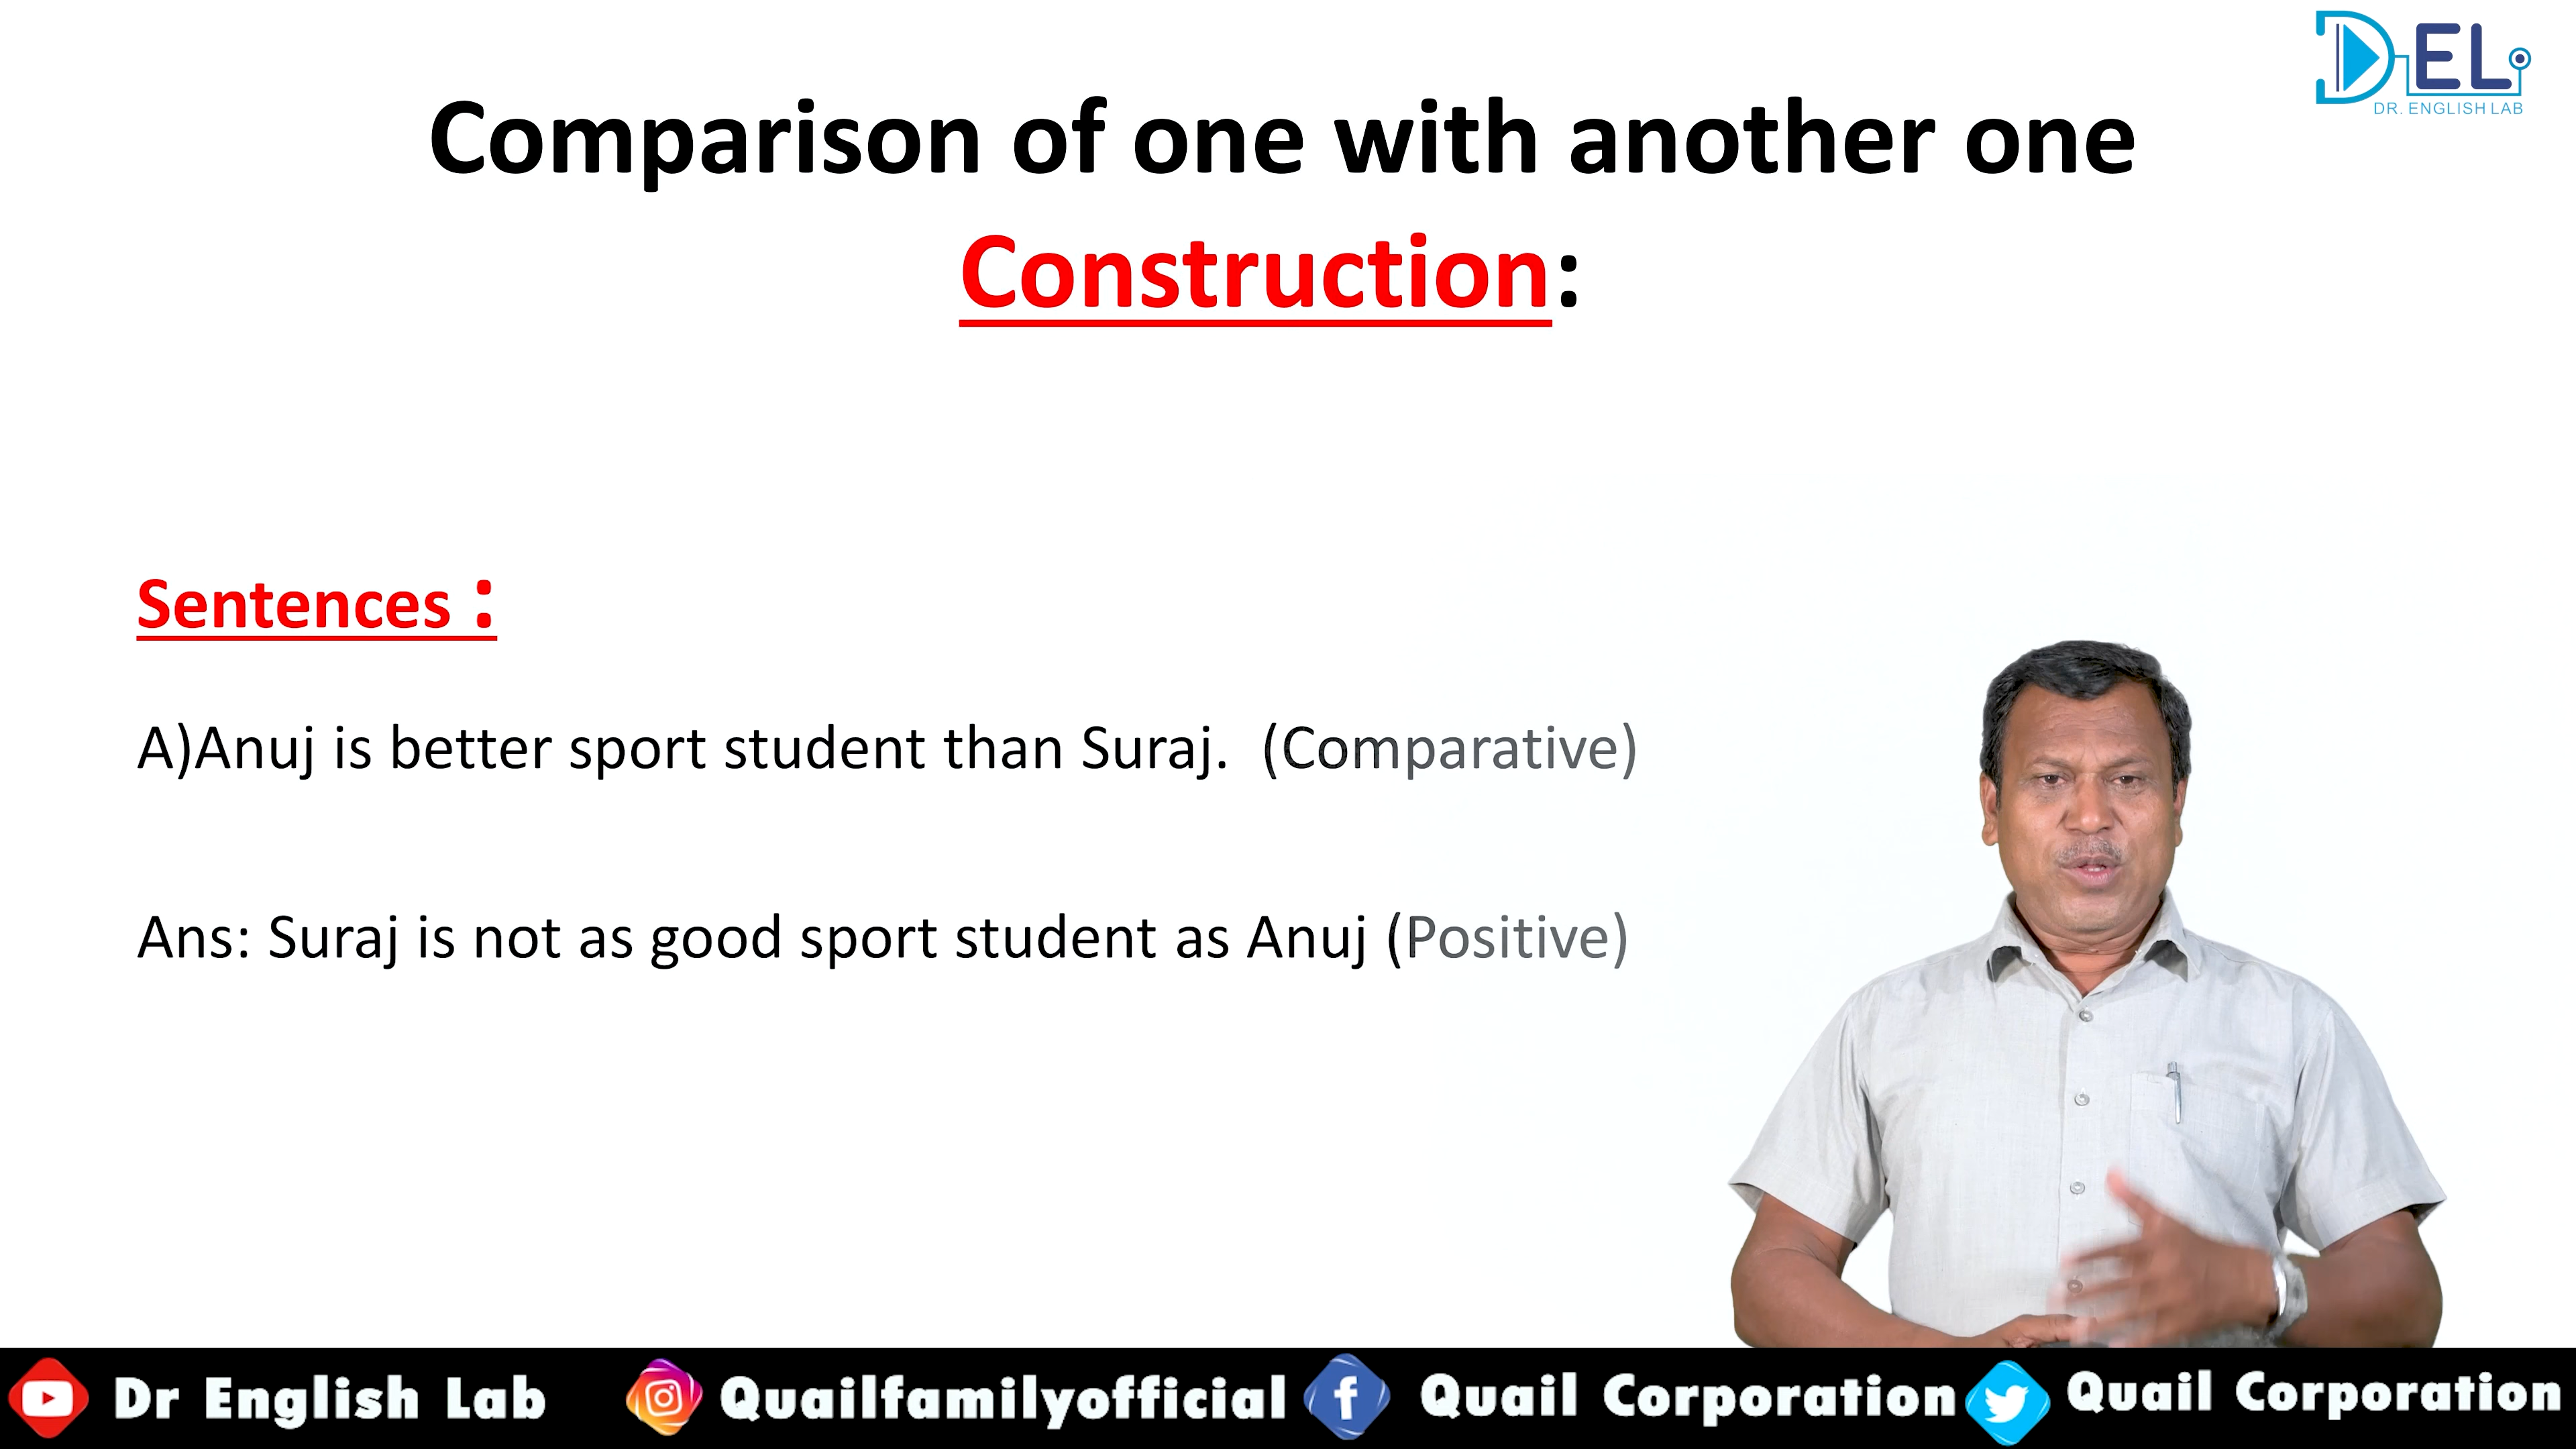 DEL
DR. ENGLISH LAB
Comparison of one with another one
Construction:
Sentences :
A)Anuj is better sport student than Suraj.  (Comparative)
Ans: Suraj is not as good sport student as Anuj (Positive)
Dr English Lab Quailfamilyofficial f Quail Corporation Quail Corporation